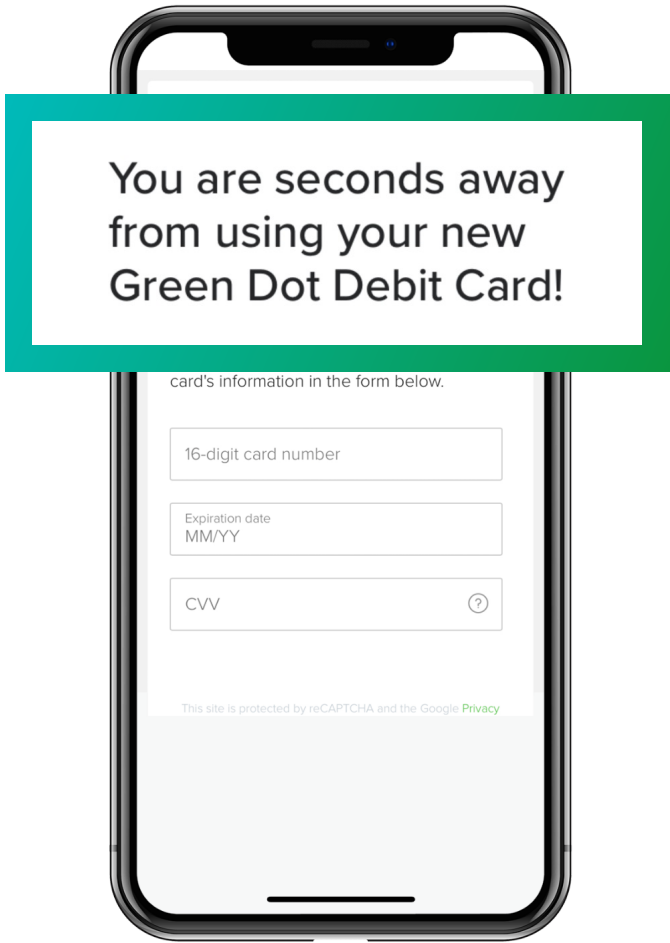 You are seconds away
from using your new
Green Dot Debit Card!
card's information in the form below.
16-digit card number
Expiration date
MM/YY
CVV
?
This site is protected by reCAPTCHA and the Google Privacy